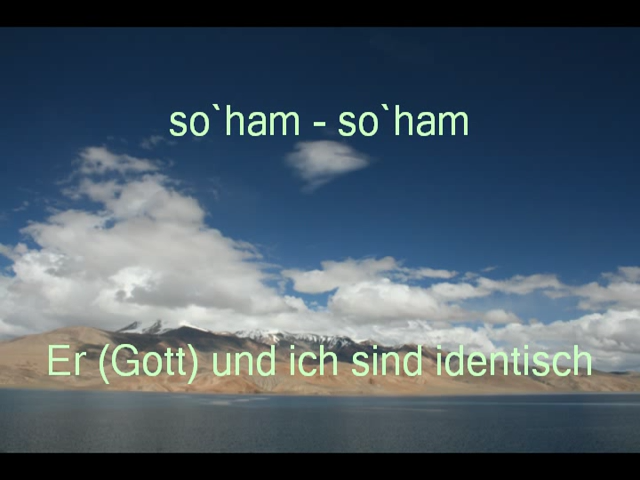 so`ham - so`ham
Er (Gott) und ich sind identisch